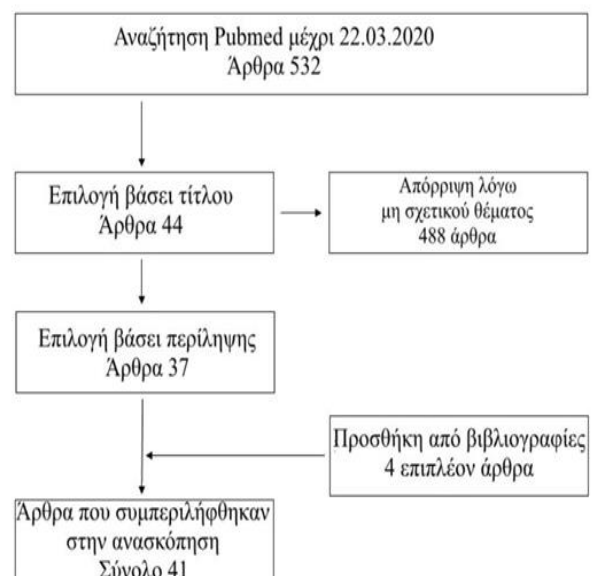 Αναζήτηση Pubmed μέχρι 22.03.2020
Άρθρα 532
Επιλογή βάσει τίτλου
Άρθρα 44
Απόρριψη λόγω
μη σχετικού θέματος
488 άρθρα
Επιλογή βάσει περίληψης
Άρθρα 37
Προσθήκη από βιβλιογραφίες
4 επιπλέον άρθρα
Άρθρα που συμπεριλήφθηκαν
στην ανασκόπηση
Σύνολο 41